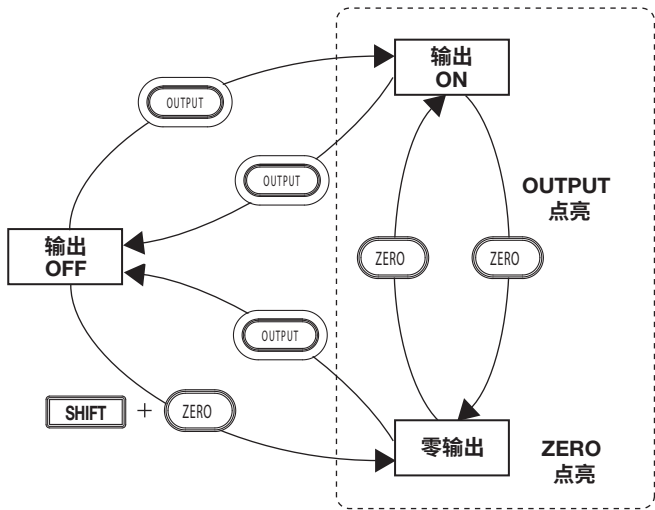 输出
ON
OUTPUT
OUTPUT
OUTPUT
点亮
输出
OFF
ZERO
ZERO
OUTPUT
SHIFT
+
ZERO
零输出
ZERO
点亮